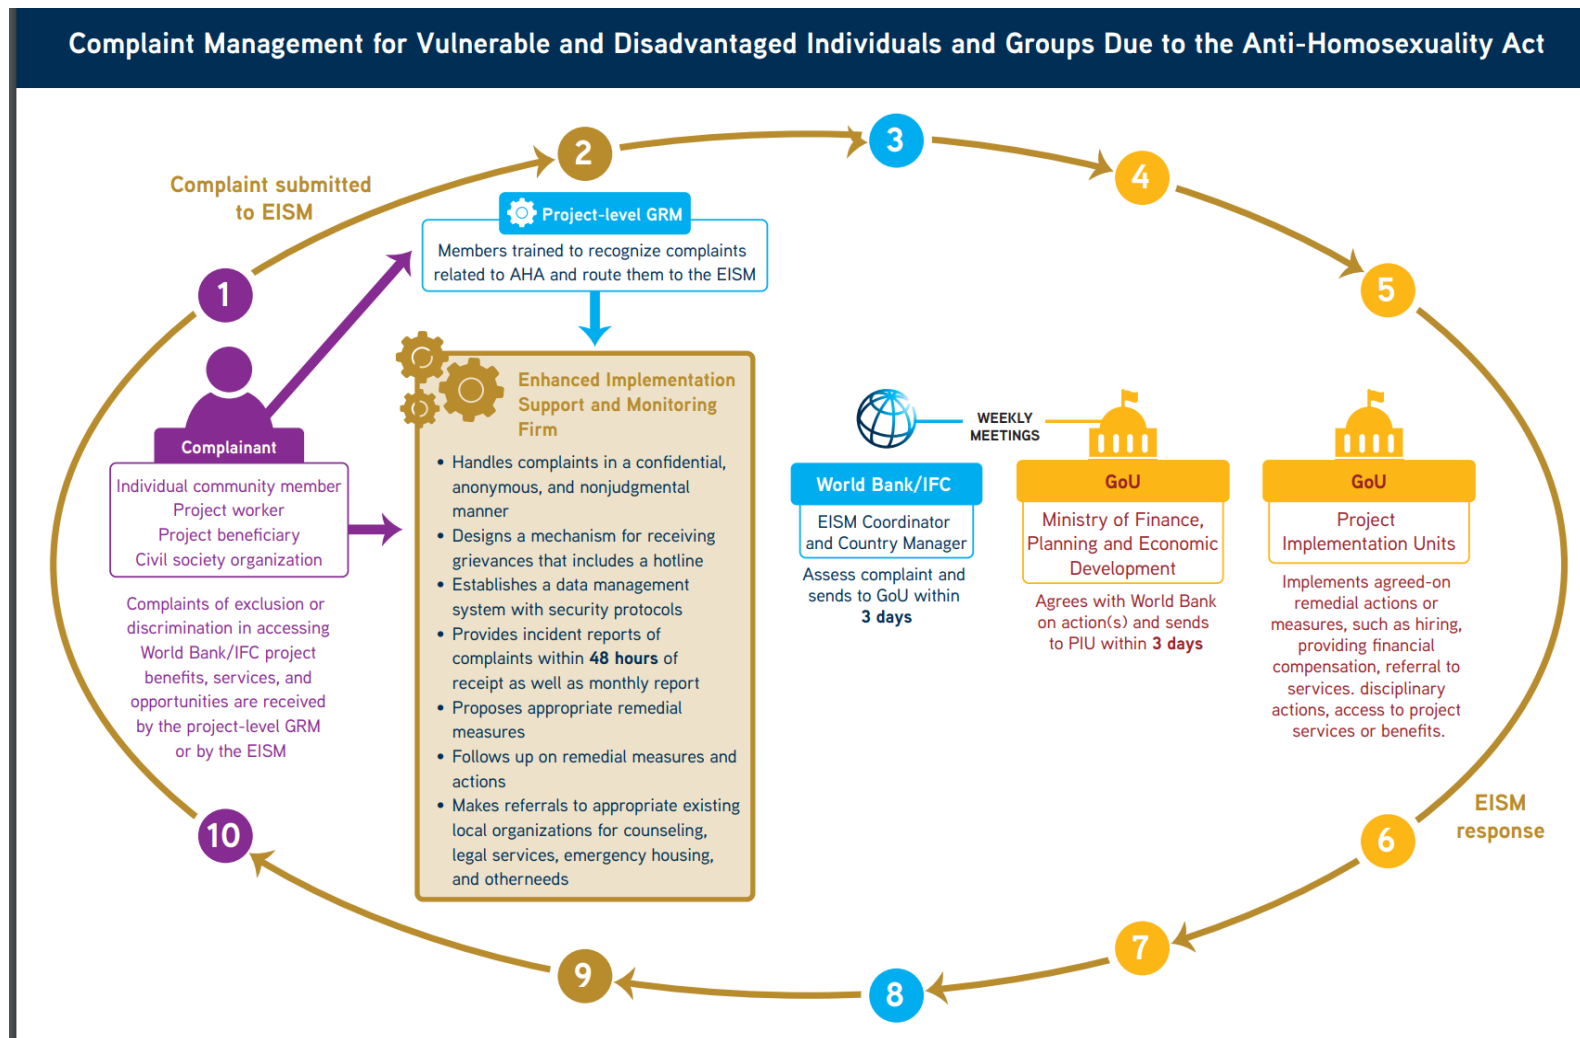 Complaint Management for Vulnerable and Disadvantaged Individuals and Groups Due to the Anti-Homosexuality Act
1
2
3
4
5
6
7
8
9
10
Complaint submitted
to EISM
Project-level GRM
Members trained to recognize complaints
related to AHA and route them to the EISM
Complainant
Individual community member
Project worker
Project beneficiary
Civil society organization
Complaints of exclusion or
discrimination in accessing
World Bank/IFC project
benefits, services, and
opportunities are received
by the project-level GRM
or by the EISM
Enhanced Implementation
Support and Monitoring
Firm
• Handles complaints in a confidential,
anonymous, and nonjudgmental
manner
• Designs a mechanism for receiving
grievances that includes a hotline
• Establishes a data management
system with security protocols
• Provides incident reports of
complaints within 48 hours of
receipt as well as monthly report
• Proposes appropriate remedial
measures
• Follows up on remedial measures and
actions
• Makes referrals to appropriate existing
local organizations for counseling,
legal services, emergency housing,
and otherneeds
WEEKLY
MEETINGS
World Bank/IFC
EISM Coordinator
and Country Manager
Assess complaint and
sends to GoU within
3 days
GoU
Ministry of Finance,
Planning and Economic
Development
Agrees with World Bank
on action(s) and sends
to PIU within 3 days
GoU
Project
Implementation Units
Implements agreed-on
remedial actions or
measures, such as hiring,
providing financial
compensation, referral to
services. disciplinary
actions, access to project
services or benefits.
EISM
response